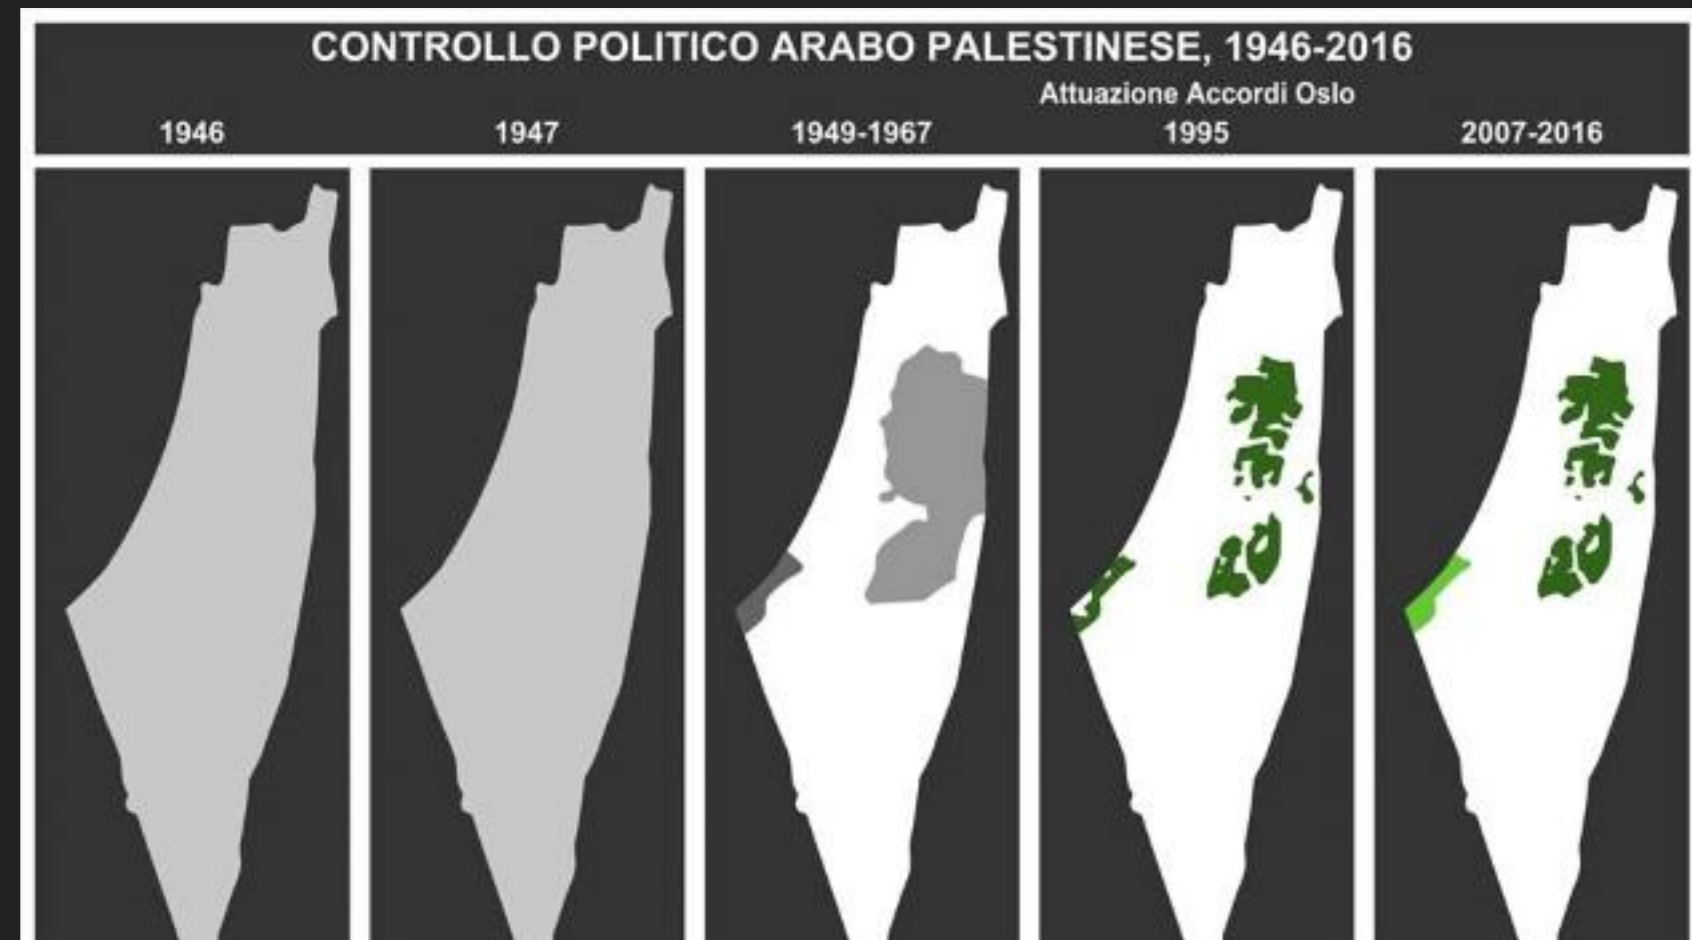 CONTROLLO POLITICO ARABO PALESTINESE, 1946-2016
Attuazione Accordi Oslo
1946 1947 1949-1967 1995 2007-2016